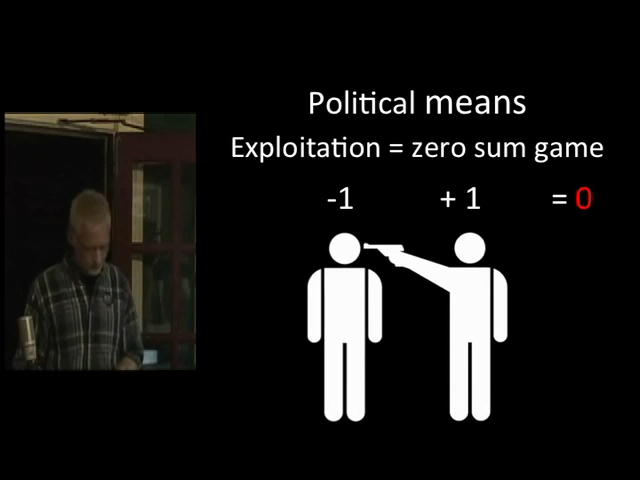 Political means
Exploitation = zero sum game
-1 + 1 = 0